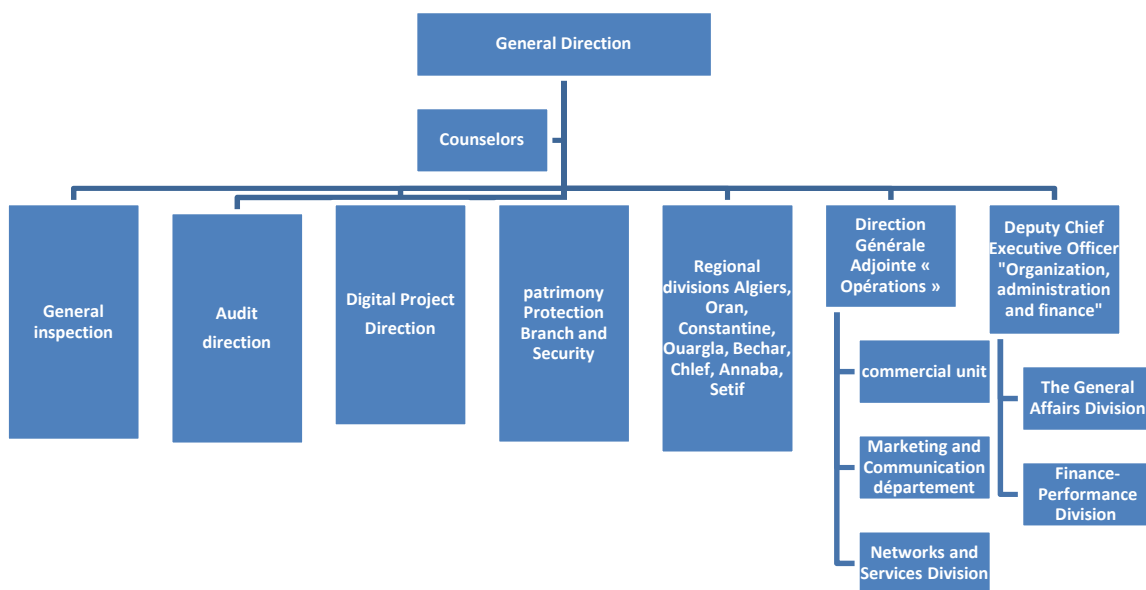 General Direction
Counselors
General
inspection
Audit
direction
Digital Project
Direction
patrimony
Protection
Branch and
Security
Regional
divisions Algiers,
Oran,
Constantine,
Ouargla, Bechar,
Chlef, Annaba,
Setif
Direction
Générale
Adjointe «
Opérations »
commercial unit
Marketing and
Communication
département
Networks and
Services Division
Deputy Chief
Executive Officer
"Organization,
administration
and finance"
The General
Affairs Division
Finance-
Performance
Division